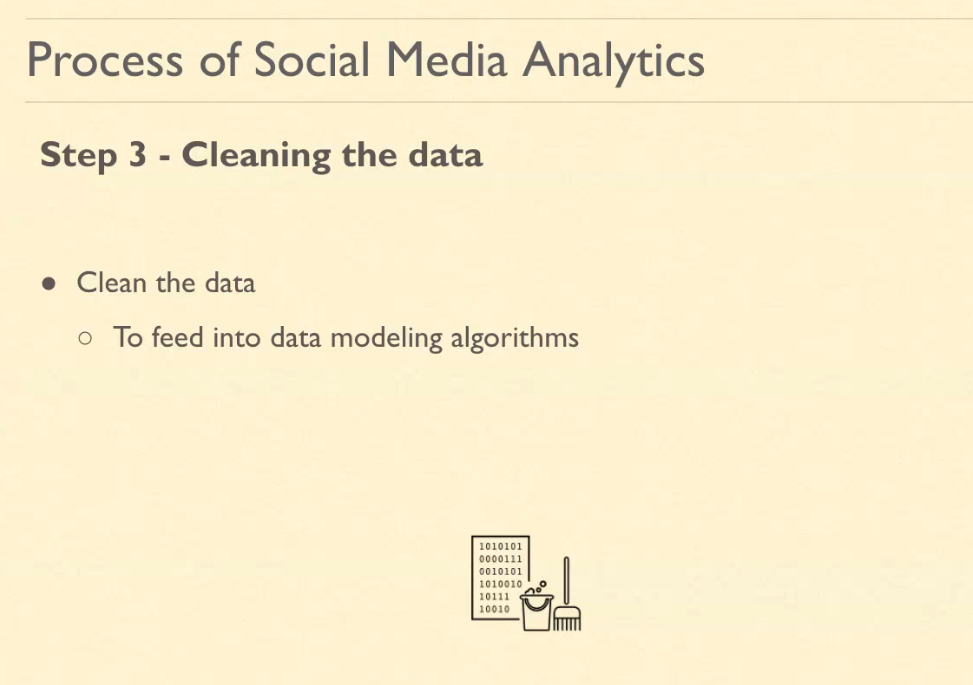 Process of Social Media Analytics
Step 3 - Cleaning the data
● Clean the data
○ To feed into data modeling algorithms
1010101
0000111
0010101
1010010
10111
10010